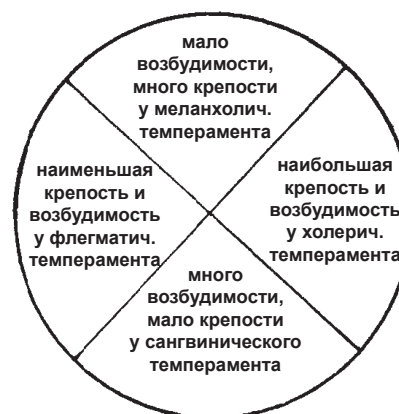 мало
возбудимости,
много крепости
у меланхолич.
темперамента
наименьшая
крепость и
возбудимость
у флегматич.
темперамента
наибольшая
крепость и
возбудимость
у холерич.
темперамента
много
возбудимости,
мало крепости
у сангвинического
темперамента